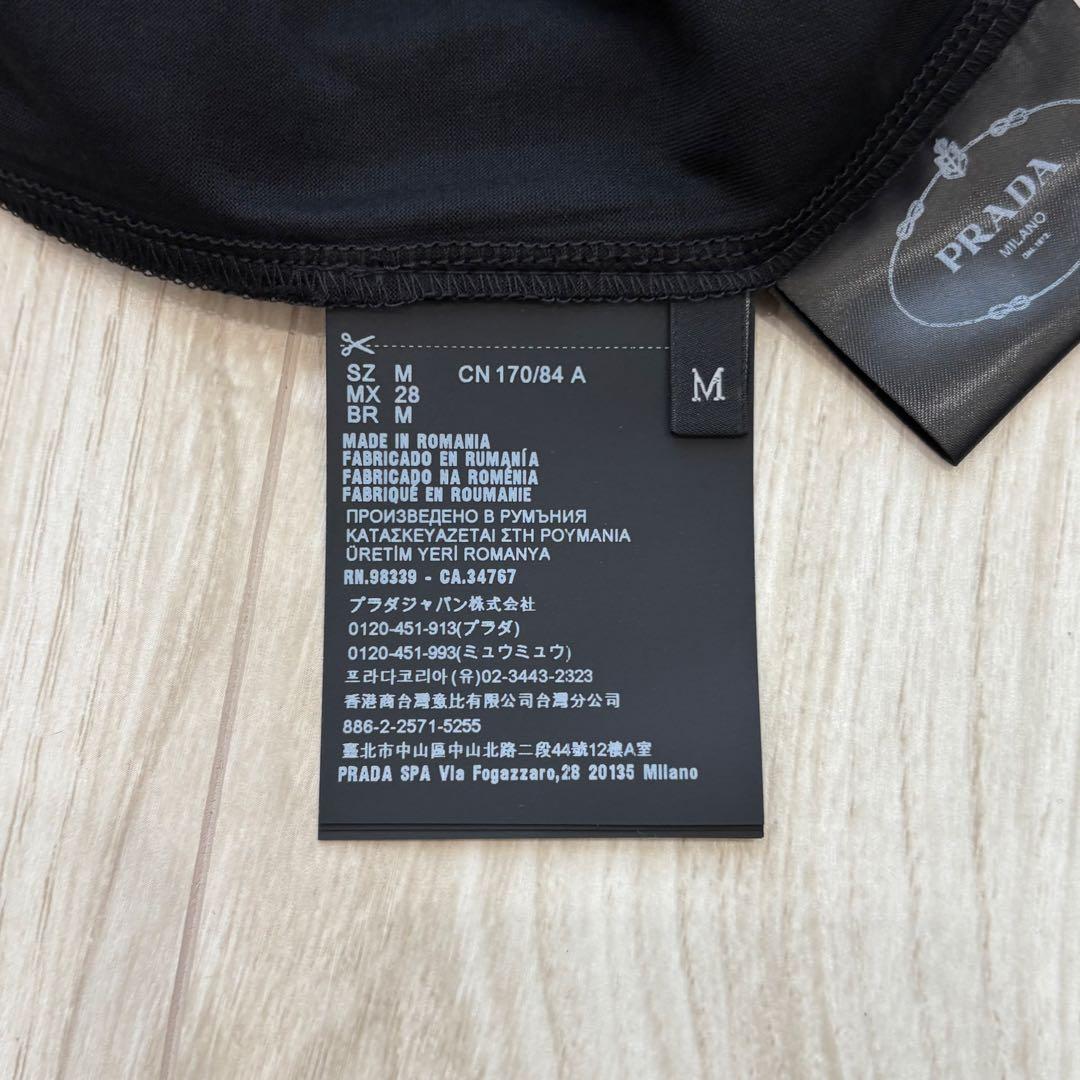 PRADA
MILANO
M
SZ M CN 170/84 A
MX 28
BR M
MADE IN ROMANIA
FABRICADO EN RUMANÍA
FABRICADO NA ROMÉNIA
FABRIQUÉ EN ROUMANIE
ПРОИЗВЕДЕНО В РУМЪНИЯ
ΚΑΤΑΣΚΕΥΑΖΕΤΑΙ ΣΤΗ ΡΟΥΜΑΝΙΑ
ÜRETİM YERİ ROMANYA
RN.98339 - CA.34767
プラダジャパン株式会社
0120-451-913(プラダ)
0120-451-993(ミュウミュウ)
프라다코리아 (유)02-3443-2323
香港商台灣意比有限公司台灣分公司
886-2-2571-5255
臺北市中山區中山北路二段44號12樓A室
PRADA SPA Via Fogazzaro,28 20135 Milano